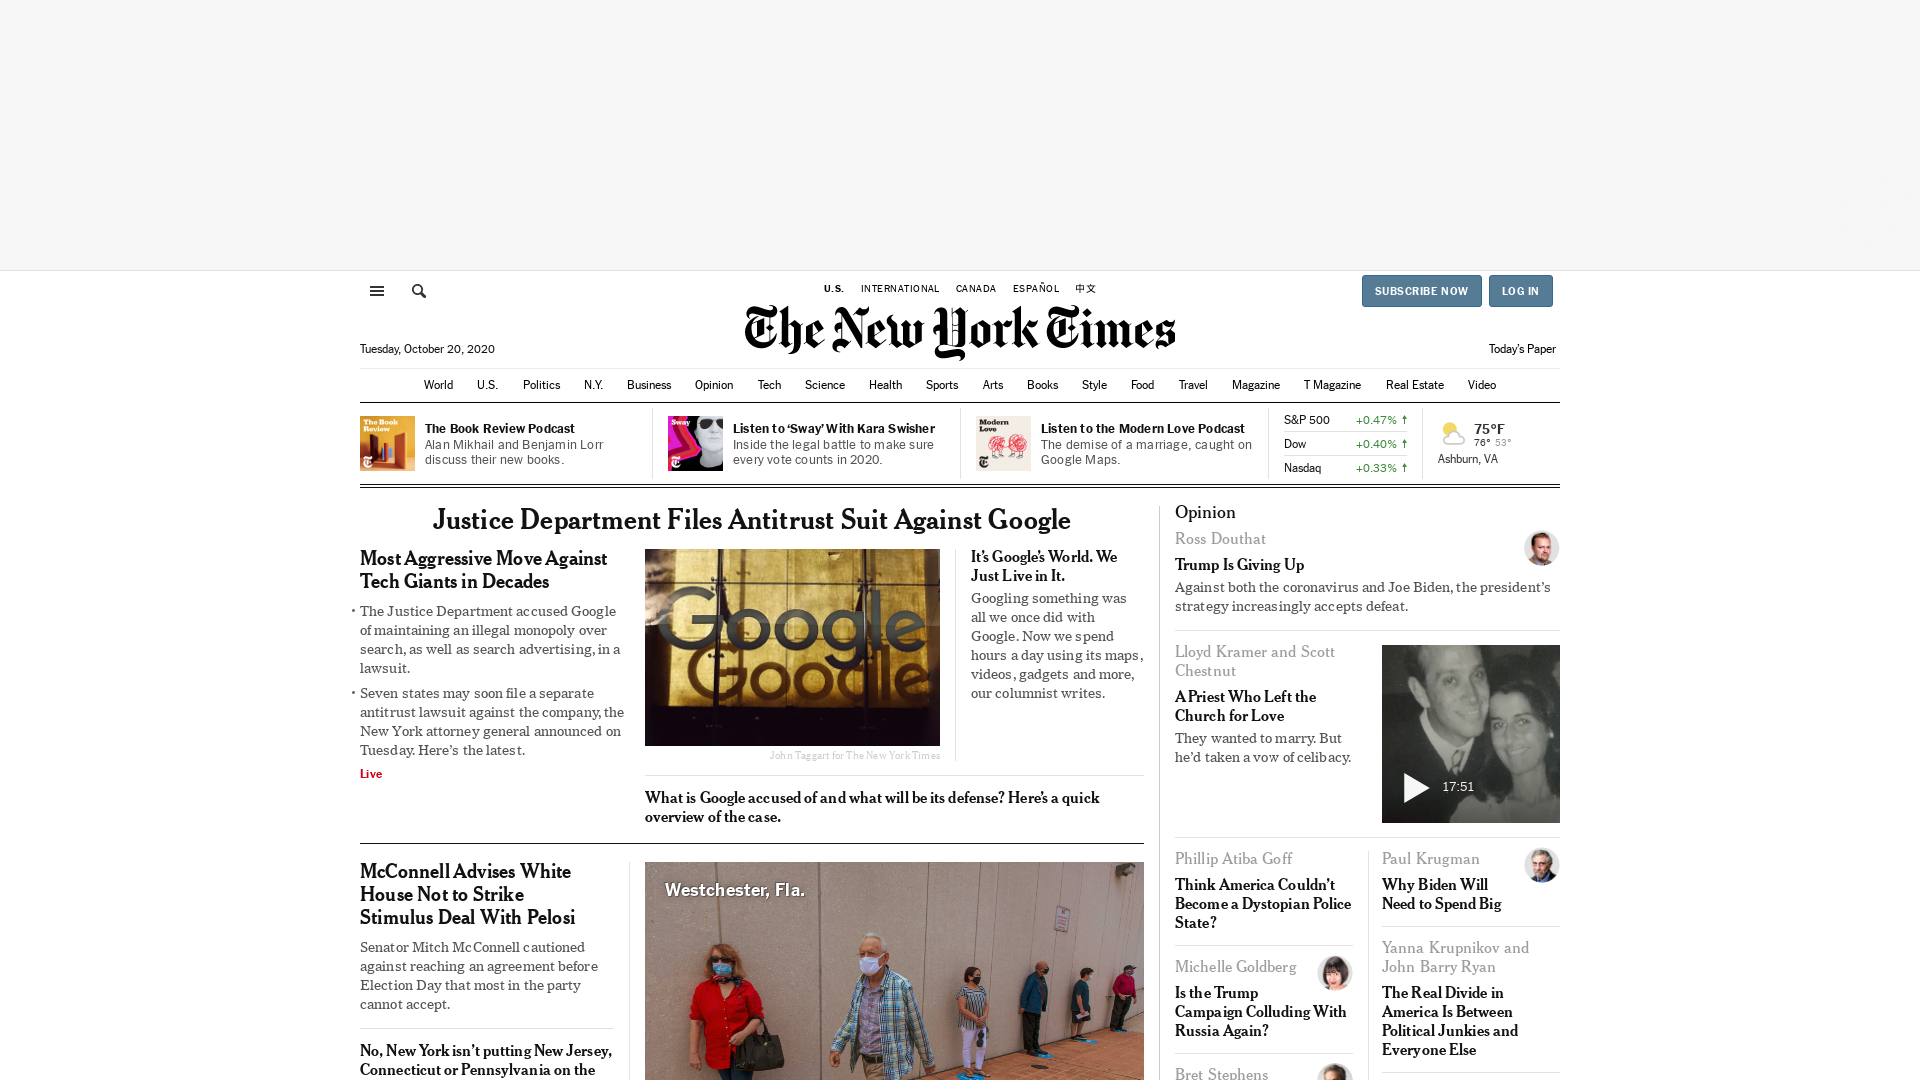 U.S. INTERNATIONAL CANADA ESPAÑOL 中文
SUBSCRIBE NOW LOG IN
The New York Times
Tuesday, October 20, 2020
Today's Paper
World U.S. Politics N.Y. Business Opinion Tech Science Health Sports Arts Books Style Food Travel Magazine T Magazine Real Estate Video
The Book
Review
The Book Review Podcast
Alan Mikhail and Benjamin Lorr
discuss their new books.
Sway
Listen to ‘Sway’ With Kara Swisher
Inside the legal battle to make sure
every vote counts in 2020.
Modern
Love
Listen to the Modern Love Podcast
The demise of a marriage, caught on
Google Maps.
S&P 500 +0.47% ↑
Dow +0.40% ↑
Nasdaq +0.33% ↑
75°F
76° 53°
Ashburn, VA
Justice Department Files Antitrust Suit Against Google
Most Aggressive Move Against
Tech Giants in Decades
• The Justice Department accused Google
of maintaining an illegal monopoly over
search, as well as search advertising, in a
lawsuit.
• Seven states may soon file a separate
antitrust lawsuit against the company, the
New York attorney general announced on
Tuesday. Here’s the latest.
Live
Google
John Taggart for The New York Times
It’s Google’s World. We
Just Live in It.
Googling something was
all we once did with
Google. Now we spend
hours a day using its maps,
videos, gadgets and more,
our columnist writes.
What is Google accused of and what will be its defense? Here’s a quick
overview of the case.
McConnell Advises White
House Not to Strike
Stimulus Deal With Pelosi
Senator Mitch McConnell cautioned
against reaching an agreement before
Election Day that most in the party
cannot accept.
No, New York isn’t putting New Jersey,
Connecticut or Pennsylvania on the
Westchester, Fla.
Opinion
Ross Douthat
Trump Is Giving Up
Against both the coronavirus and Joe Biden, the president’s
strategy increasingly accepts defeat.
Lloyd Kramer and Scott
Chestnut
A Priest Who Left the
Church for Love
They wanted to marry. But
he’d taken a vow of celibacy.
17:51
Phillip Atiba Goff
Think America Couldn’t
Become a Dystopian Police
State?
Michelle Goldberg
Is the Trump
Campaign Colluding With
Russia Again?
Bret Stephens
Paul Krugman
Why Biden Will
Need to Spend Big
Yanna Krupnikov and
John Barry Ryan
The Real Divide in
America Is Between
Political Junkies and
Everyone Else